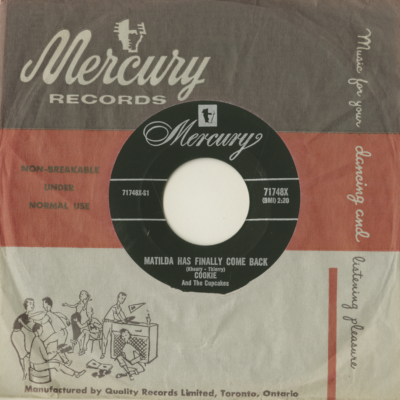 Mercury
RECORDS
Music for your dancing and listening pleasure
NON-BREAKABLE
UNDER
NORMAL USE
Mercury
71748X-S1
71748X
(BMI) 2:20
MATILDA HAS FINALLY COME BACK
(Khoury - Thierry)
COOKIE
And The Cupcakes
Manufactured by Quality Records Limited, Toronto, Ontario